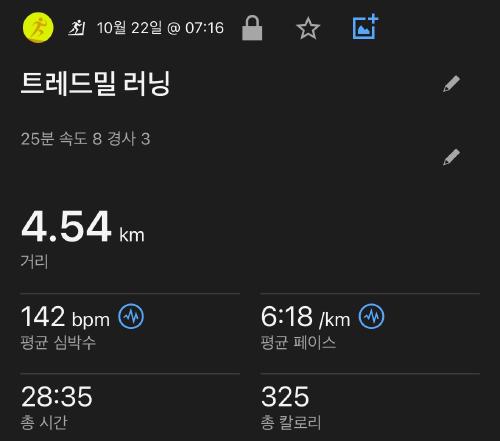 10월 22일 @ 07:16
트레드밀 러닝
25분 속도 8 경사 3
4.54 km
거리
142 bpm
평균 심박수
6:18 /km
평균 페이스
28:35
총 시간
325
총 칼로리